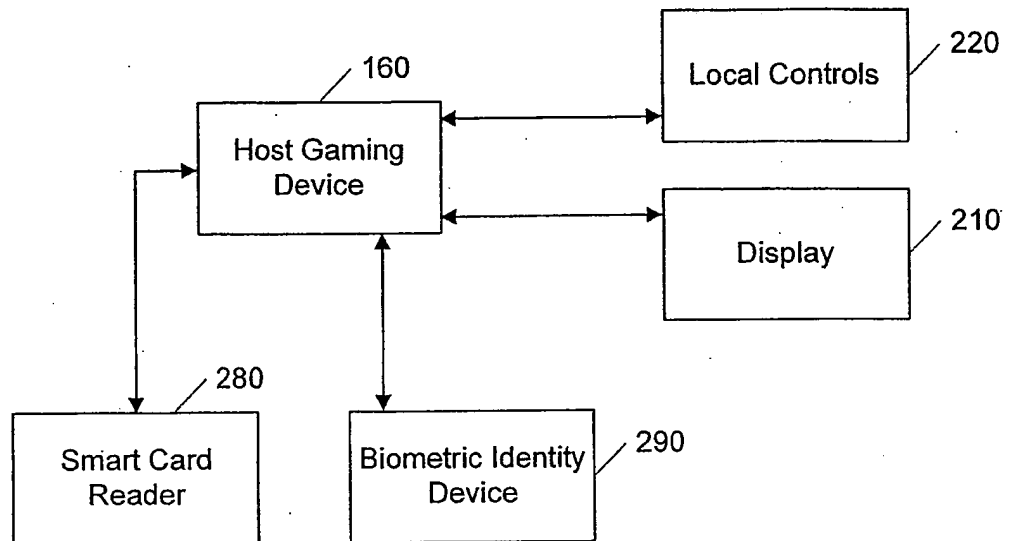 220
Local Controls
160
Host Gaming
Device
210
Display
280
Smart Card
Reader
290
Biometric Identity
Device